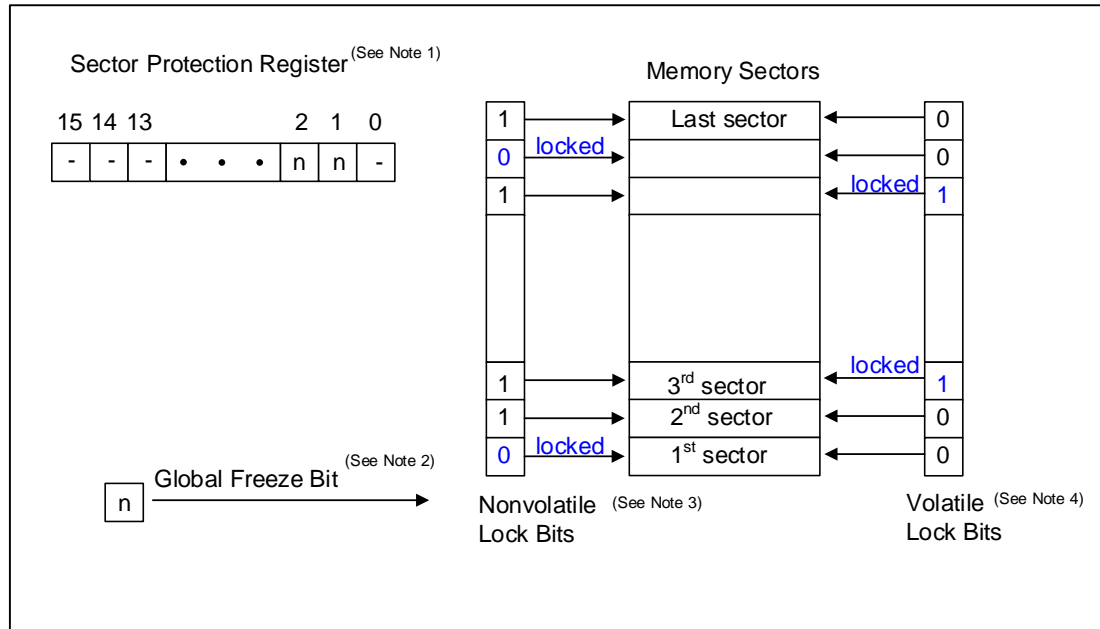 Sector Protection Register (See Note 1)
15 14 13 2 1 0
- - - • • • n n -
Memory Sectors
1 Last sector 0
0 locked 0
1 locked 1
1 3rd sector locked 1
1 2nd sector 0
0 locked 1st sector 0
n Global Freeze Bit (See Note 2)
Nonvolatile (See Note 3)
Lock Bits
Volatile (See Note 4)
Lock Bits